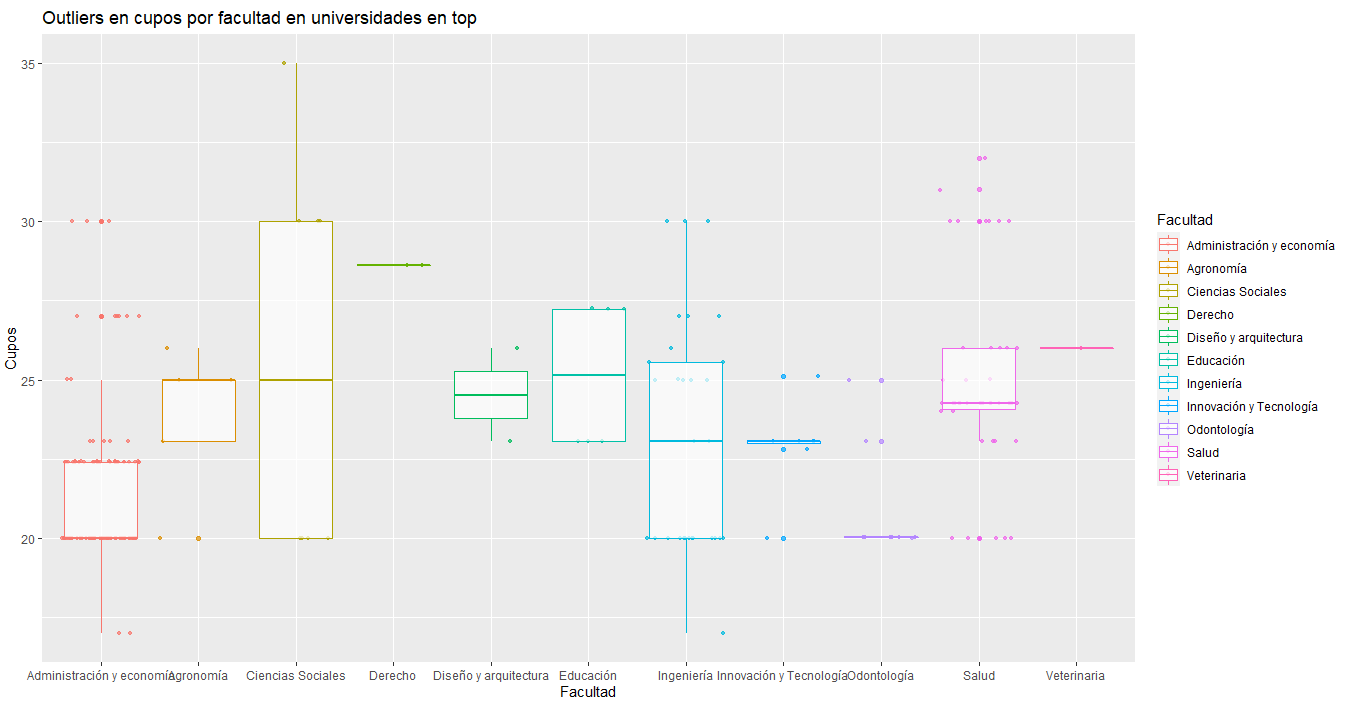 Outliers en cupos por facultad en universidades en top
35
30
25
20
Cupos
Administración y economía
Agronomía
Ciencias Sociales
Derecho
Diseño y arquitectura
Educación
Ingeniería
Innovación y Tecnología
Odontología
Salud
Veterinaria
Facultad
Facultad
Administración y economía
Agronomía
Ciencias Sociales
Derecho
Diseño y arquitectura
Educación
Ingeniería
Innovación y Tecnología
Odontología
Salud
Veterinaria